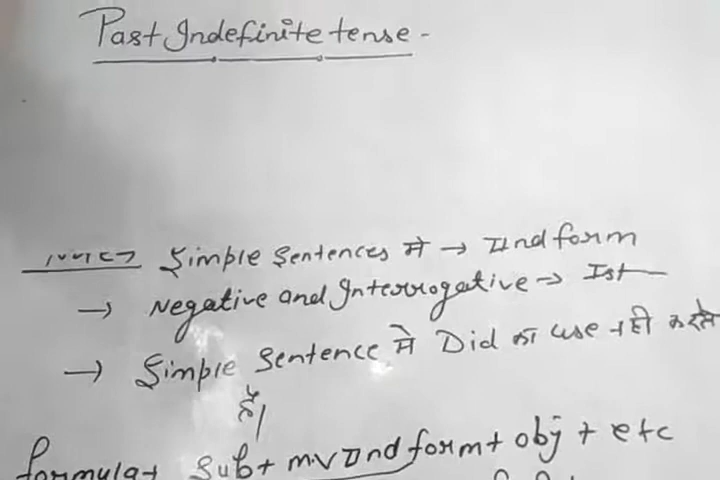 Past Indefinite tense -
Simple Sentences मे → IInd form
→ Negative and Interrogative → Ist
→ Simple Sentence मे Did का use नही करते
हैं।
formula→ Sub + m.v IInd form + obj + etc